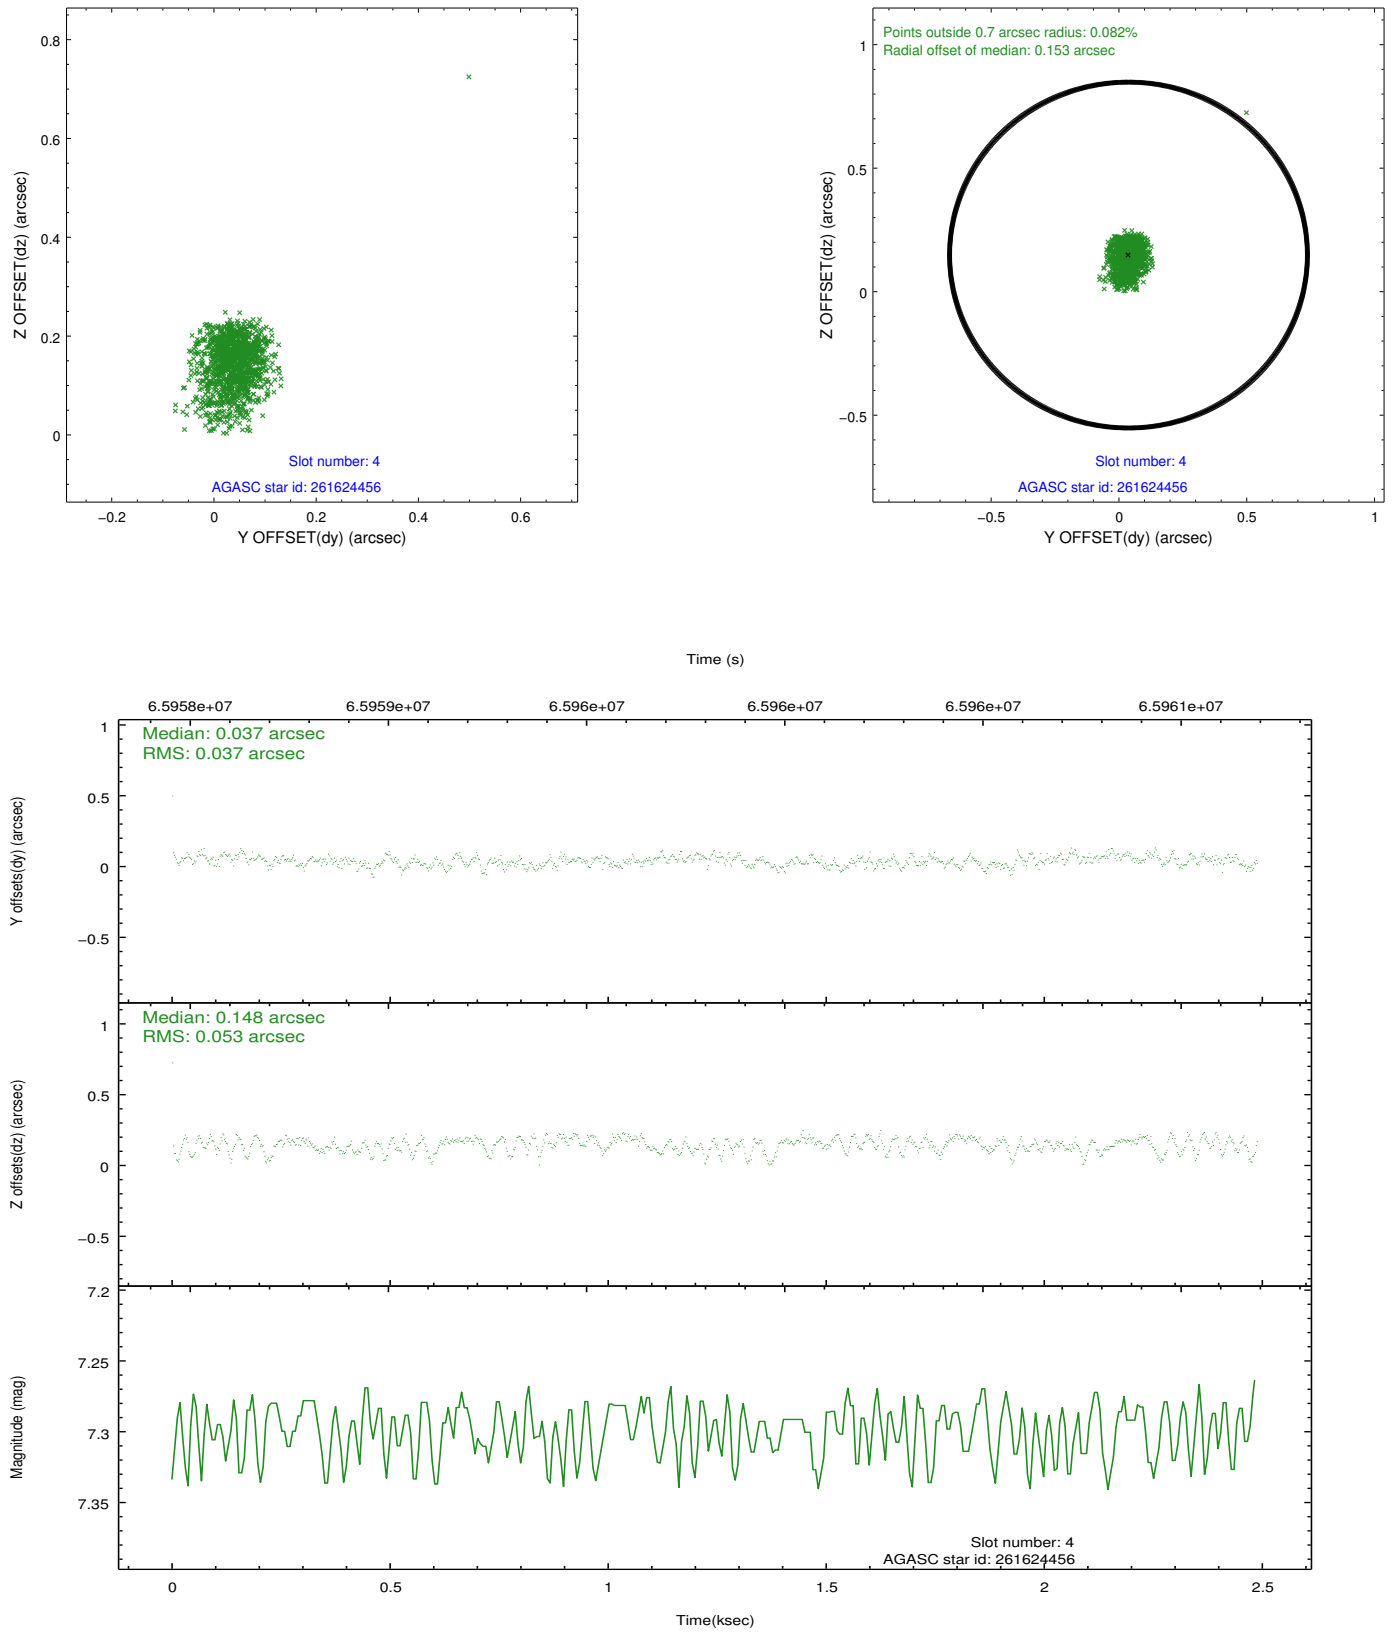 0.8
0.6
0.4
0.2
0
−0.2 0 0.2 0.4 0.6
Z OFFSET(dz) (arcsec)
Y OFFSET(dy) (arcsec)
Slot number: 4
AGASC star id: 261624456
Points outside 0.7 arcsec radius: 0.082%
Radial offset of median: 0.153 arcsec
1
0.5
0
−0.5
−0.5 0 0.5 1
Z OFFSET(dz) (arcsec)
Y OFFSET(dy) (arcsec)
Slot number: 4
AGASC star id: 261624456
Time (s)
6.5958e+07 6.5959e+07 6.596e+07 6.596e+07 6.596e+07 6.5961e+07
Median: 0.037 arcsec
RMS: 0.037 arcsec
1
0.5
0
−0.5
Y offsets(dy) (arcsec)
Median: 0.148 arcsec
RMS: 0.053 arcsec
1
0.5
0
−0.5
Z offsets(dz) (arcsec)
7.2
7.25
7.3
7.35
Magnitude (mag)
Slot number: 4
AGASC star id: 261624456
0 0.5 1 1.5 2 2.5
Time(ksec)